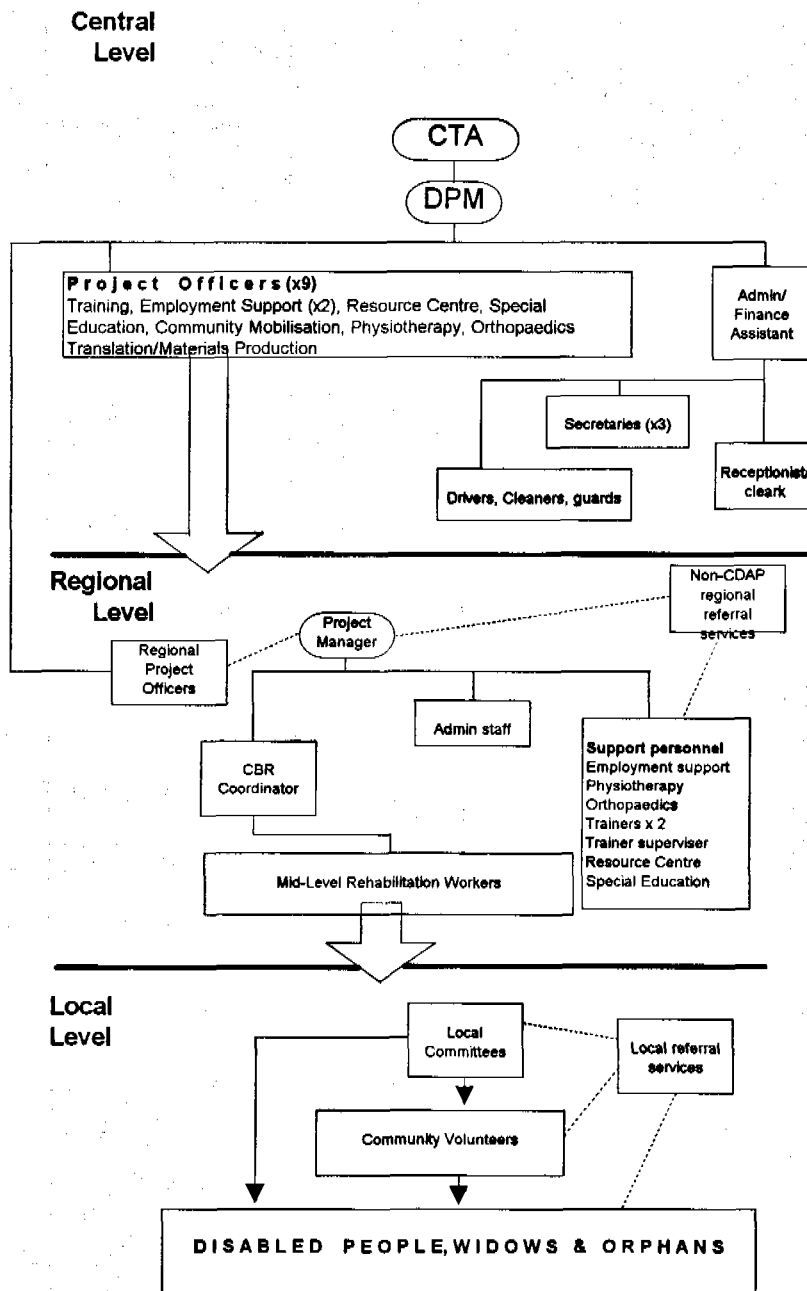 Central
Level
CTA
DPM
Project Officers (x9)
Training, Employment Support (x2), Resource Centre, Special
Education, Community Mobilisation, Physiotherapy, Orthopaedics
Translation/Materials Production
Admin/
Finance
Assistant
Secretaries (x3)
Drivers, Cleaners, guards
Receptionist/
cleark
Regional
Level
Non-CDAP
regional
referral
services
Project
Manager
Regional
Project
Officers
Admin staff
CBR
Coordinator
Support personnel
Employment support
Physiotherapy
Orthopaedics
Trainers x 2
Trainer superviser
Resource Centre
Special Education
Mid-Level Rehabilitation Workers
Local
Level
Local
Committees
Local referral
services
Community Volunteers
DISABLED PEOPLE, WIDOWS & ORPHANS